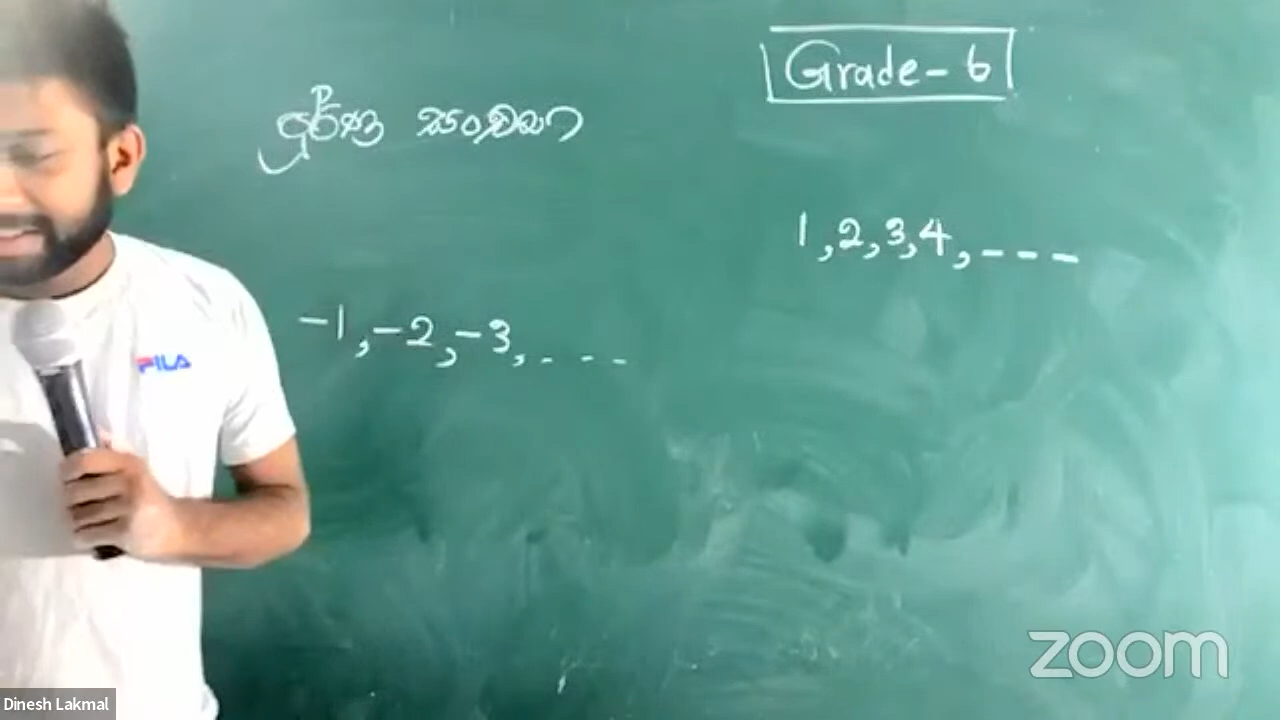 Grade - 6
පූර්ණ සංඛ්‍යා
1, 2, 3, 4, - - -
-1, -2, -3, - - -
FILA
zoom
Dinesh Lakmal